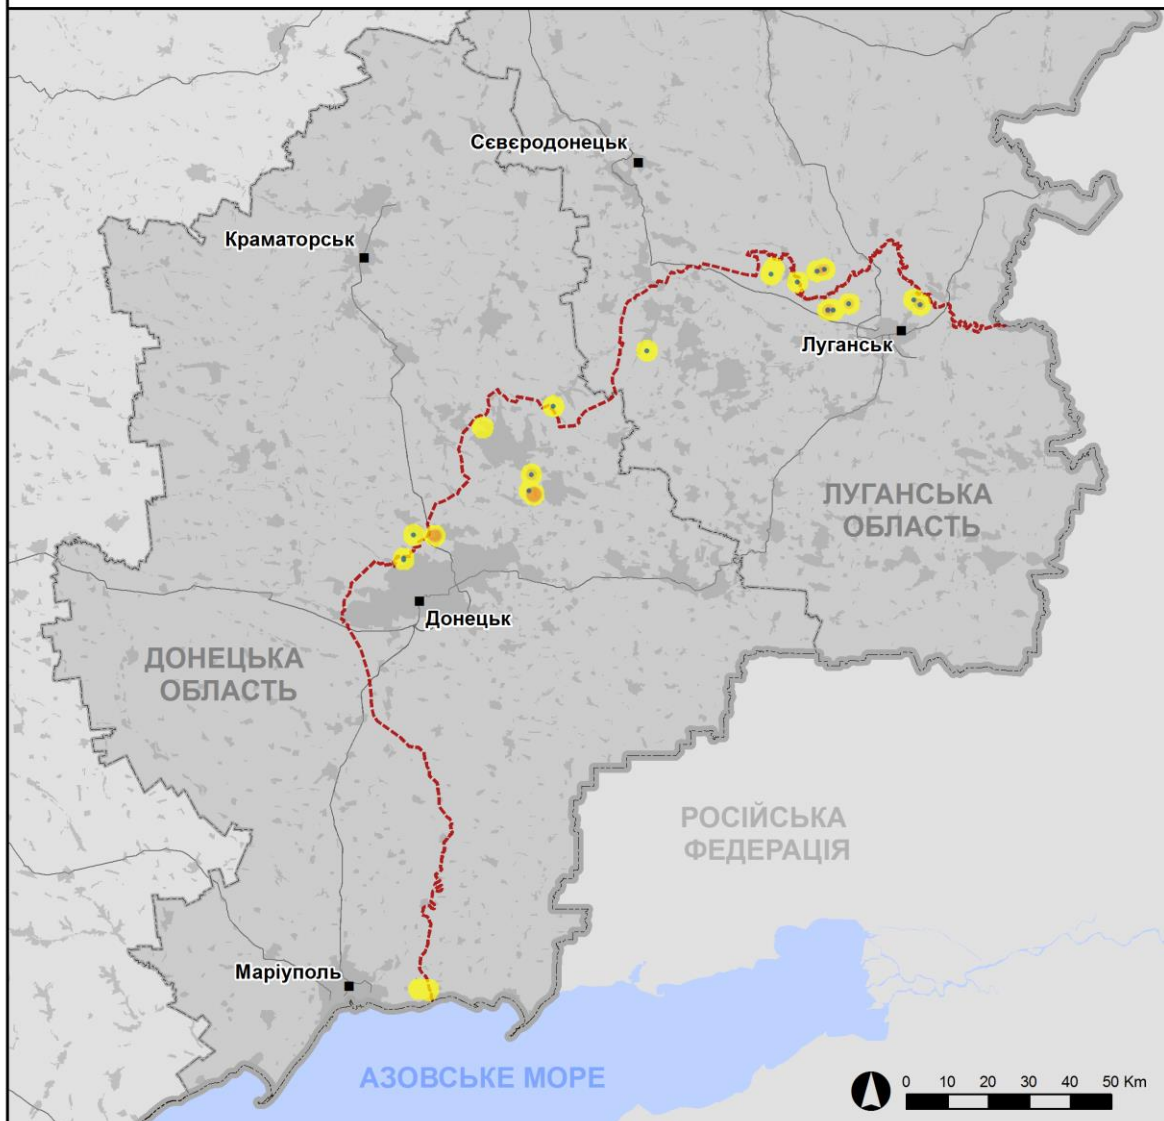 Сєвєродонецьк
Краматорськ
Луганськ
ЛУГАНСЬКА
ОБЛАСТЬ
Донецьк
ДОНЕЦЬКА
ОБЛАСТЬ
РОСІЙСЬКА
ФЕДЕРАЦІЯ
Маріуполь
АЗОВСЬКЕ МОРЕ
0 10 20 30 40 50 Km